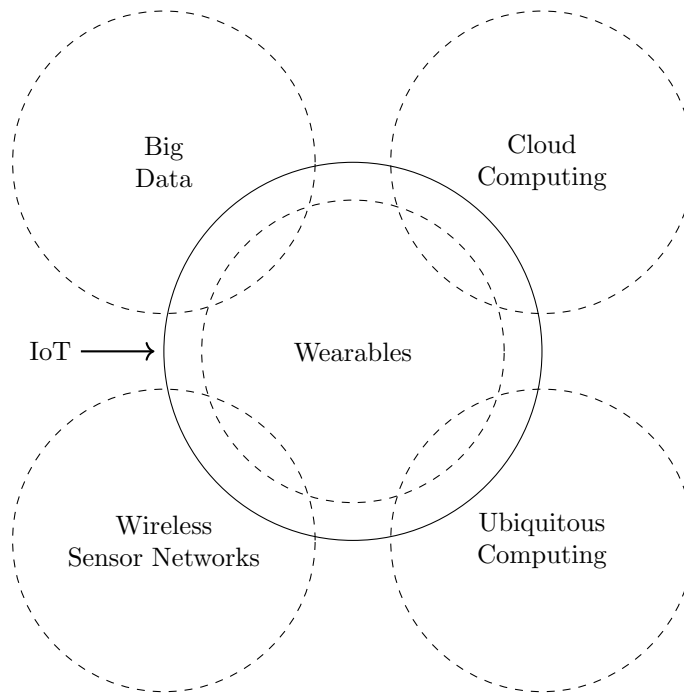 Big
Data
Cloud
Computing
IoT
Wearables
Wireless
Sensor Networks
Ubiquitous
Computing